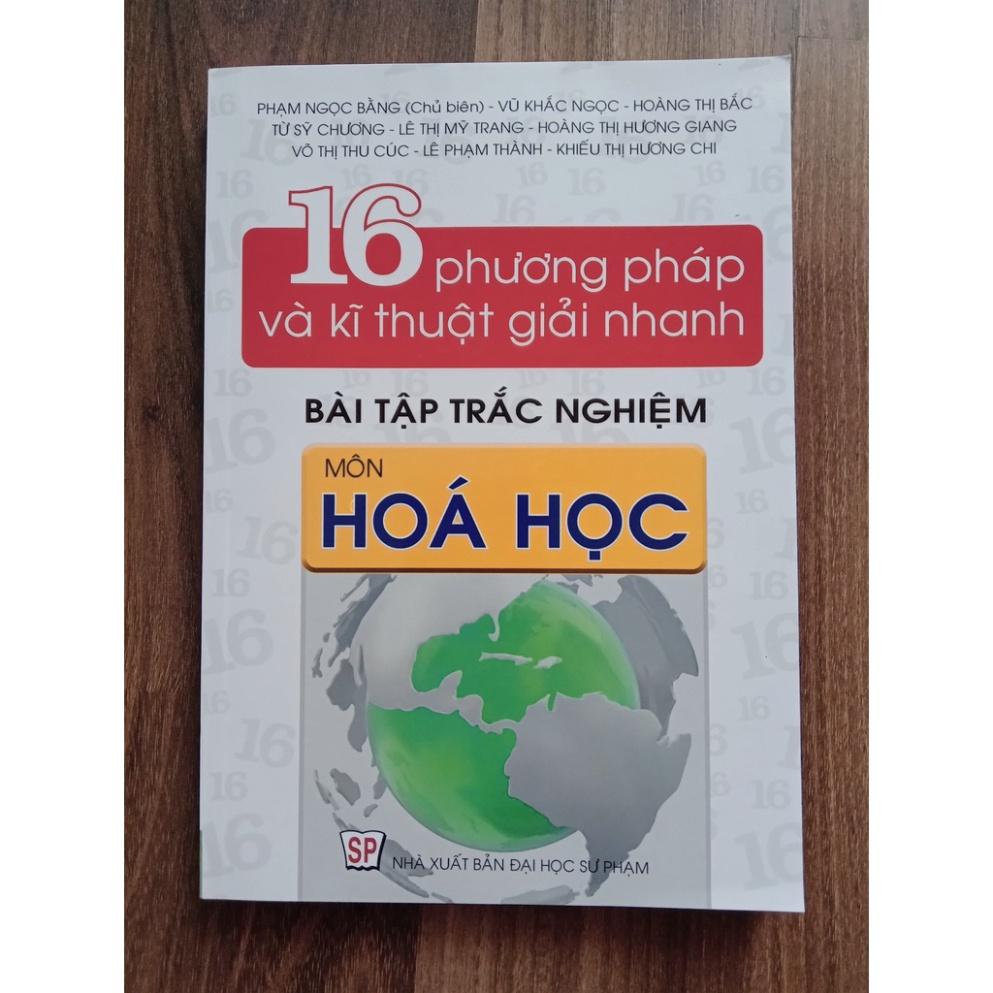 PHẠM NGỌC BẰNG (Chủ biên) - VŨ KHẮC NGỌC - HOÀNG THỊ BẮC
TỪ SỸ CHƯƠNG - LÊ THỊ MỸ TRANG - HOÀNG THỊ HƯƠNG GIANG
VÕ THỊ THU CÚC - LÊ PHẠM THÀNH - KHIẾU THỊ HƯƠNG CHI
16 phương pháp
và kĩ thuật giải nhanh
BÀI TẬP TRẮC NGHIỆM
MÔN
HOÁ HỌC
SP
NHÀ XUẤT BẢN ĐẠI HỌC SƯ PHẠM